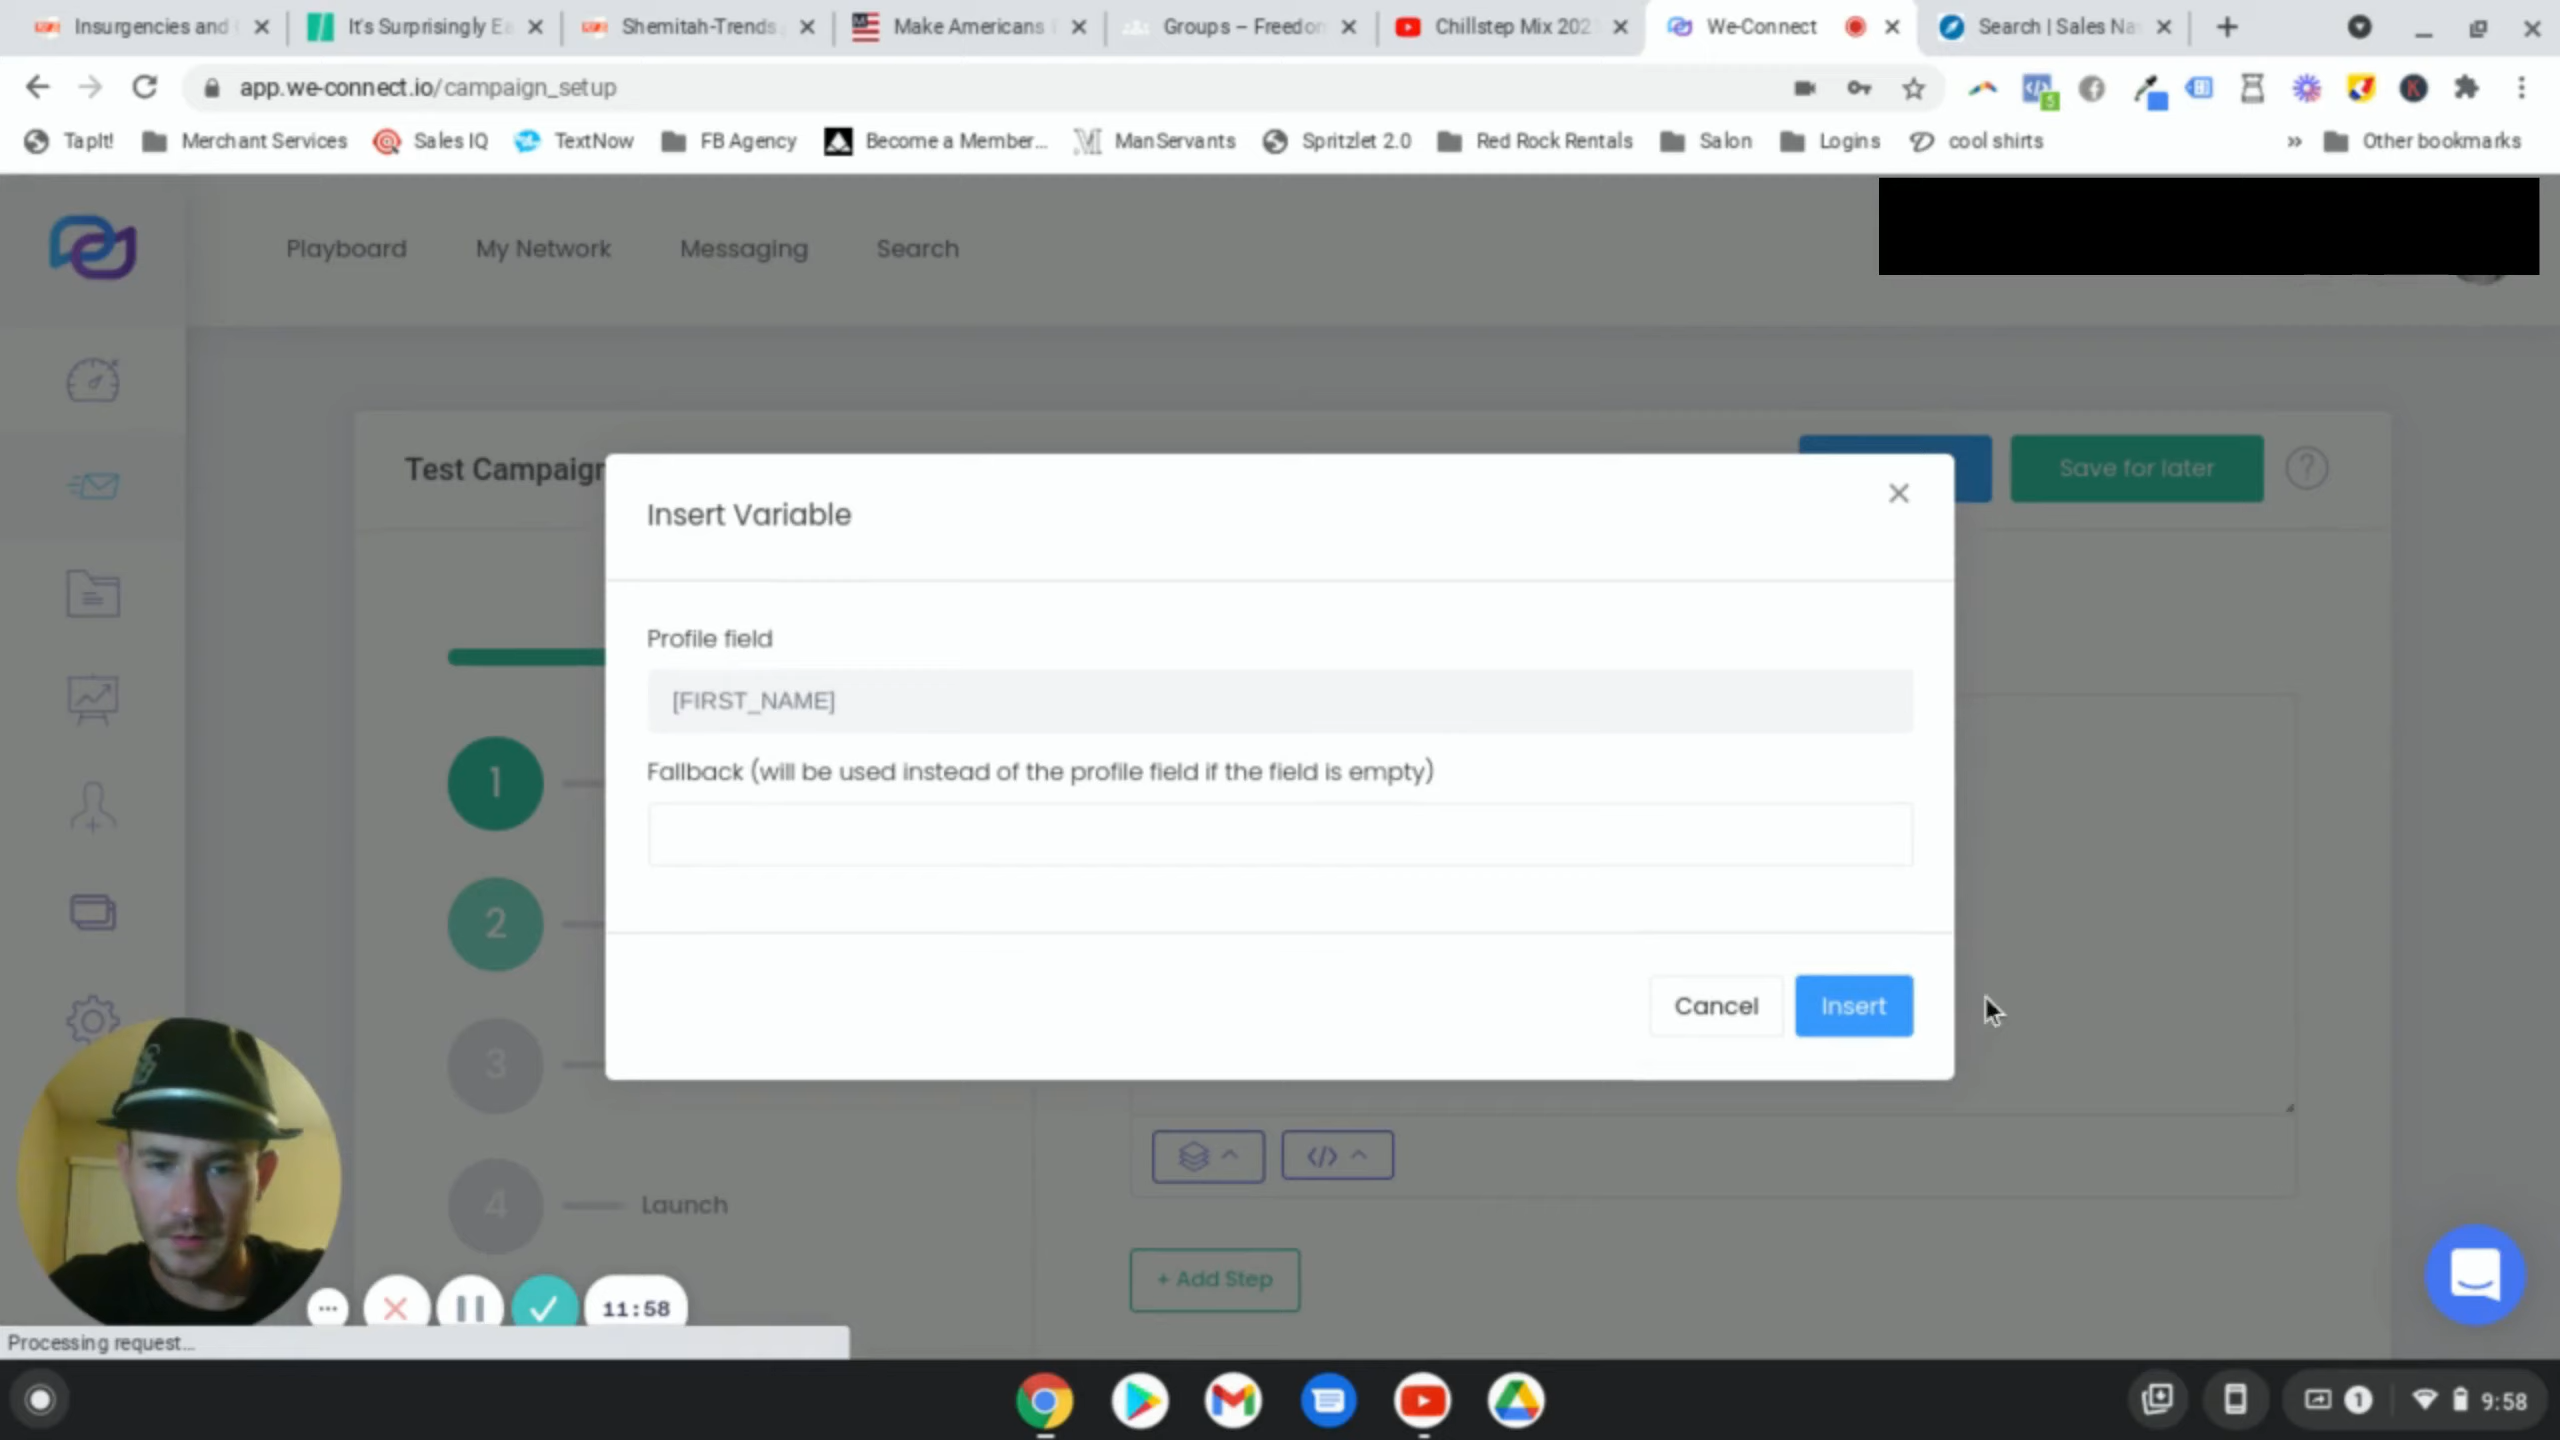 Insurgencies and
It's Surprisingly Ea
Shemitah-Trends
Make Americans
Groups – Freedom
Chillstep Mix 202
We-Connect
Search | Sales Na
app.we-connect.io/campaign_setup
TapIt!
Merchant Services
Sales IQ
TextNow
FB Agency
Become a Member...
ManServants
Spritzlet 2.0
Red Rock Rentals
Salon
Logins
cool shirts
»
Other bookmarks
Playboard
My Network
Messaging
Search
Test Campaign
Save for later
?
Insert Variable
Profile field
[FIRST_NAME]
Fallback (will be used instead of the profile field if the field is empty)
Cancel
Insert
1
2
3
4
Launch
</>
+ Add Step
11:58
Processing request...
1
9:58